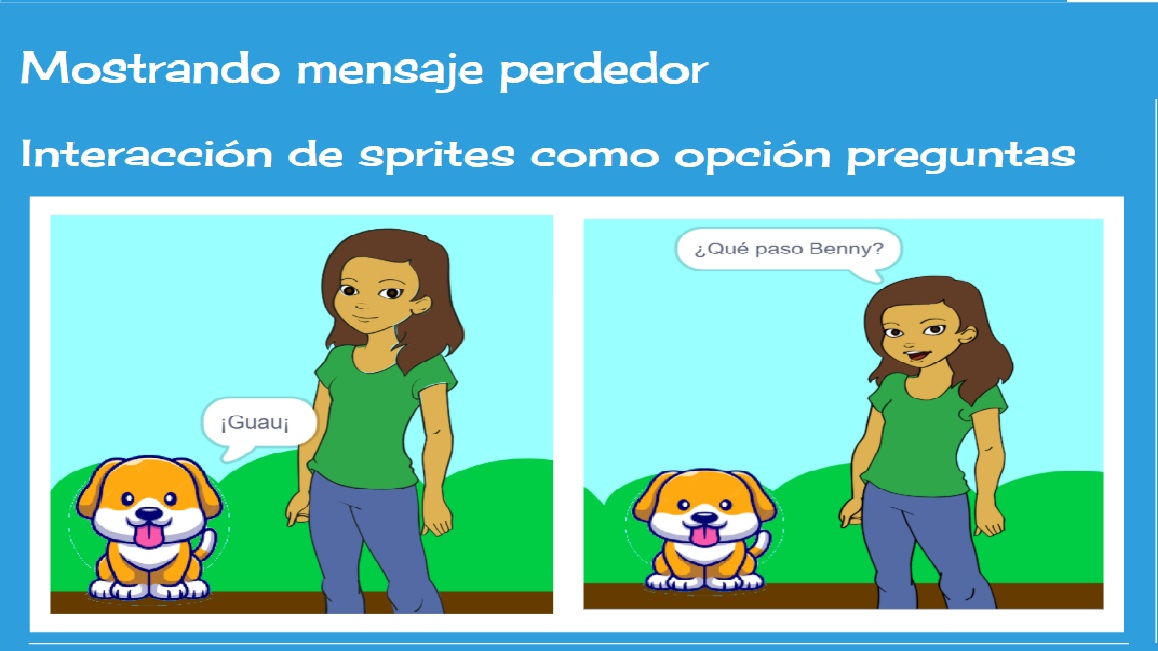 Mostrando mensaje perdedor
Interacción de sprites como opción preguntas
¡Guau¡
¿Qué paso Benny?